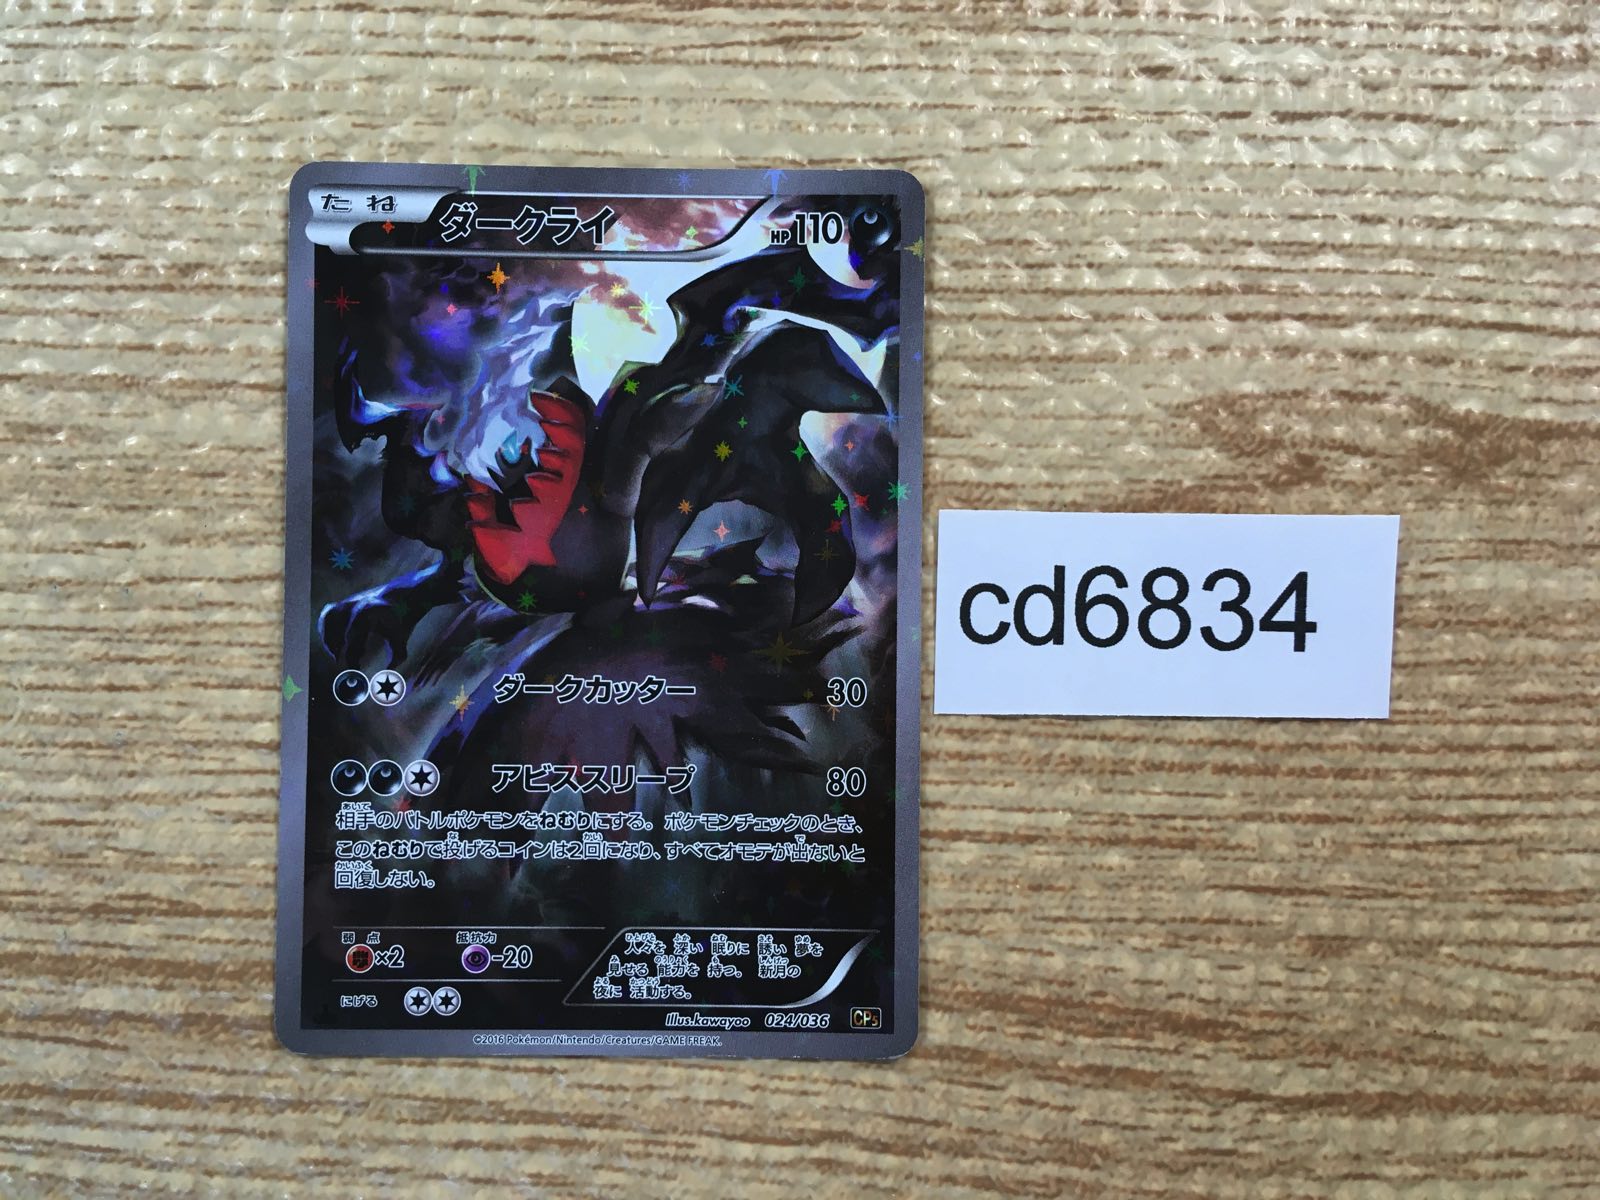 たね
ダークライ
HP110
ダークカッター 30
アビススリープ 80
相手のバトルポケモンをねむりにする。ポケモンチェックのとき、
このねむりで投げるコインは2回になり、すべてオモテが出ないと
回復しない。
弱点 抵抗力
×2 -20
にげる
人々を 深い 眠りに 誘い 夢を
見せる 能力を 持つ。 新月の
夜に 活動する。
Illus.kawayoo 024/036 CP5
©2016 Pokémon/Nintendo/Creatures/GAME FREAK.
cd6834